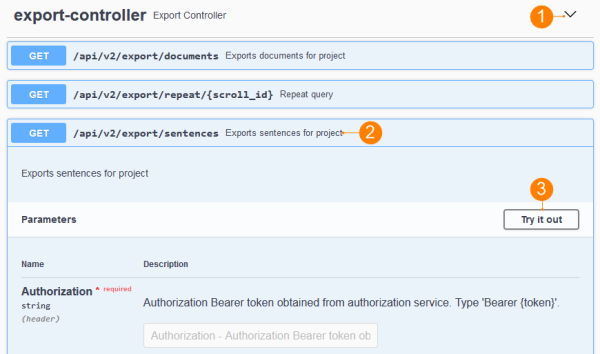 export-controller Export Controller 1
GET /api/v2/export/documents Exports documents for project
GET /api/v2/export/repeat/{scroll_id} Repeat query
GET /api/v2/export/sentences Exports sentences for project 2
Exports sentences for project
3
Parameters Try it out
Name Description
Authorization * required
string
(header)
Authorization Bearer token obtained from authorization service. Type 'Bearer {token}'.
Authorization - Authorization Bearer token ob